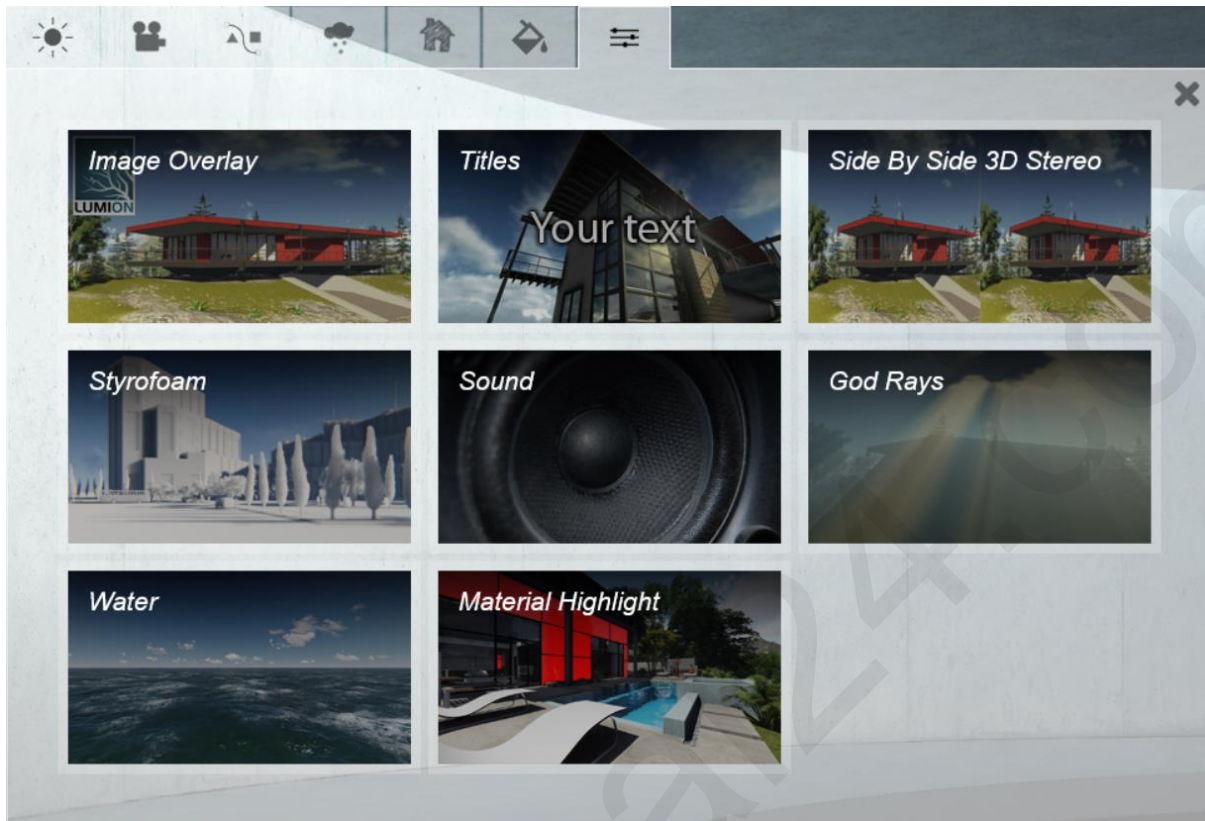 Image Overlay
LUMION
Titles
Your text
Side By Side 3D Stereo
Styrofoam
Sound
God Rays
Water
Material Highlight